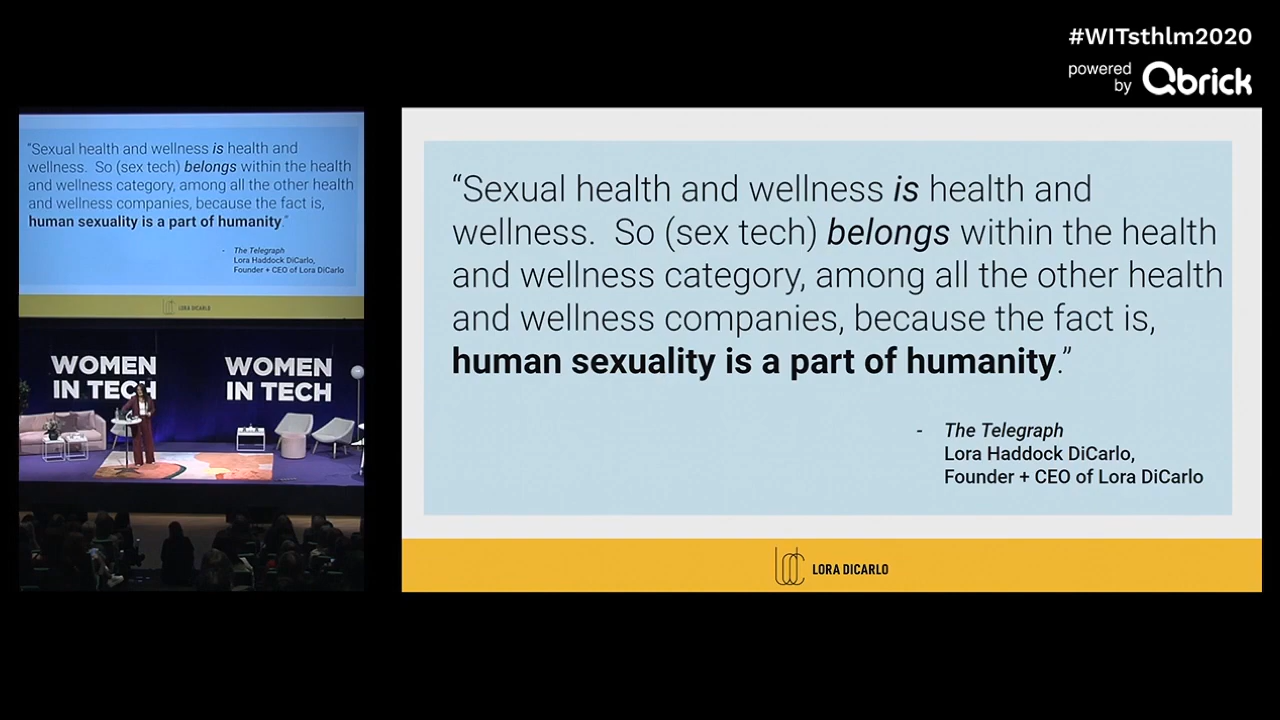 #WITsthlm2020
powered
by Qbrick
“Sexual health and wellness is health and
wellness. So (sex tech) belongs within the health
and wellness category, among all the other health
and wellness companies, because the fact is,
human sexuality is a part of humanity.”
- The Telegraph
Lora Haddock DiCarlo,
Founder + CEO of Lora DiCarlo
LORA DICARLO
WOMEN
IN TECH
WOMEN
IN TECH
“Sexual health and wellness is health and
wellness. So (sex tech) belongs within the health
and wellness category, among all the other health
and wellness companies, because the fact is,
human sexuality is a part of humanity.”
- The Telegraph
Lora Haddock DiCarlo,
Founder + CEO of Lora DiCarlo
LORA DICARLO